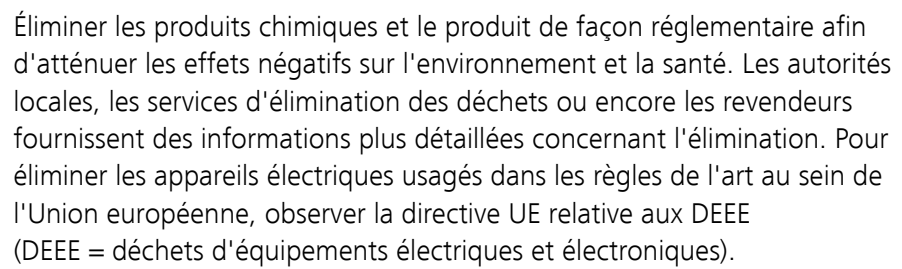 Éliminer les produits chimiques et le produit de façon réglementaire afin
d'atténuer les effets négatifs sur l'environnement et la santé. Les autorités
locales, les services d'élimination des déchets ou encore les revendeurs
fournissent des informations plus détaillées concernant l'élimination. Pour
éliminer les appareils électriques usagés dans les règles de l'art au sein de
l'Union européenne, observer la directive UE relative aux DEEE
(DEEE = déchets d'équipements électriques et électroniques).